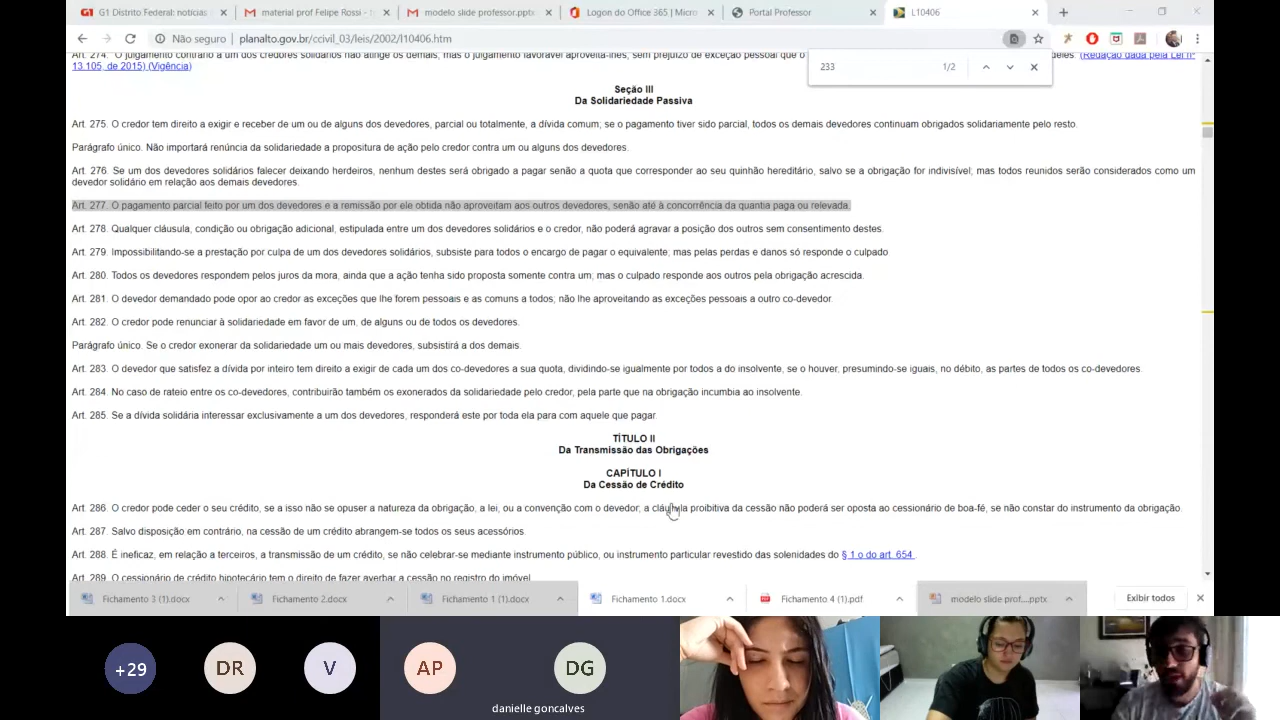 G1 Distrito Federal: notícias
material prof Felipe Rossi -
modelo slide professor.pptx
Logon do Office 365 | Micro
Portal Professor
L10406
Não seguro | planalto.gov.br/ccivil_03/leis/2002/l10406.htm
233 1/2
Art. 274. O julgamento contrário a um dos credores solidários não atinge os demais, mas o julgamento favorável aproveita-lhes, sem prejuízo de exceção pessoal que o deles. (Redação dada pela Lei nº
13.105, de 2015) (Vigência)
Seção III
Da Solidariedade Passiva
Art. 275. O credor tem direito a exigir e receber de um ou de alguns dos devedores, parcial ou totalmente, a dívida comum; se o pagamento tiver sido parcial, todos os demais devedores continuam obrigados solidariamente pelo resto.
Parágrafo único. Não importará renúncia da solidariedade a propositura de ação pelo credor contra um ou alguns dos devedores.
Art. 276. Se um dos devedores solidários falecer deixando herdeiros, nenhum destes será obrigado a pagar senão a quota que corresponder ao seu quinhão hereditário, salvo se a obrigação for indivisível; mas todos reunidos serão considerados como um
devedor solidário em relação aos demais devedores.
Art. 277. O pagamento parcial feito por um dos devedores e a remissão por ele obtida não aproveitam aos outros devedores, senão até à concorrência da quantia paga ou relevada.
Art. 278. Qualquer cláusula, condição ou obrigação adicional, estipulada entre um dos devedores solidários e o credor, não poderá agravar a posição dos outros sem consentimento destes.
Art. 279. Impossibilitando-se a prestação por culpa de um dos devedores solidários, subsiste para todos o encargo de pagar o equivalente; mas pelas perdas e danos só responde o culpado
Art. 280. Todos os devedores respondem pelos juros da mora, ainda que a ação tenha sido proposta somente contra um; mas o culpado responde aos outros pela obrigação acrescida.
Art. 281. O devedor demandado pode opor ao credor as exceções que lhe forem pessoais e as comuns a todos; não lhe aproveitando as exceções pessoais a outro co-devedor.
Art. 282. O credor pode renunciar à solidariedade em favor de um, de alguns ou de todos os devedores.
Parágrafo único. Se o credor exonerar da solidariedade um ou mais devedores, subsistirá a dos demais.
Art. 283. O devedor que satisfez a dívida por inteiro tem direito a exigir de cada um dos co-devedores a sua quota, dividindo-se igualmente por todos a do insolvente, se o houver, presumindo-se iguais, no débito, as partes de todos os co-devedores.
Art. 284. No caso de rateio entre os co-devedores, contribuirão também os exonerados da solidariedade pelo credor, pela parte que na obrigação incumbia ao insolvente.
Art. 285. Se a dívida solidária interessar exclusivamente a um dos devedores, responderá este por toda ela para com aquele que pagar.
TÍTULO II
Da Transmissão das Obrigações
CAPÍTULO I
Da Cessão de Crédito
Art. 286. O credor pode ceder o seu crédito, se a isso não se opuser a natureza da obrigação, a lei, ou a convenção com o devedor; a cláusula proibitiva da cessão não poderá ser oposta ao cessionário de boa-fé, se não constar do instrumento da obrigação.
Art. 287. Salvo disposição em contrário, na cessão de um crédito abrangem-se todos os seus acessórios.
Art. 288. É ineficaz, em relação a terceiros, a transmissão de um crédito, se não celebrar-se mediante instrumento público, ou instrumento particular revestido das solenidades do § 1 o do art. 654.
Art. 289. O cessionário de crédito hipotecário tem o direito de fazer averbar a cessão no registro do imóvel.
Fichamento 3 (1).docx
Fichamento 2.docx
Fichamento 1 (1).docx
Fichamento 1.docx
Fichamento 4 (1).pdf
modelo slide prof....pptx
Exibir todos
+29
DR
V
AP
DG
danielle goncalves